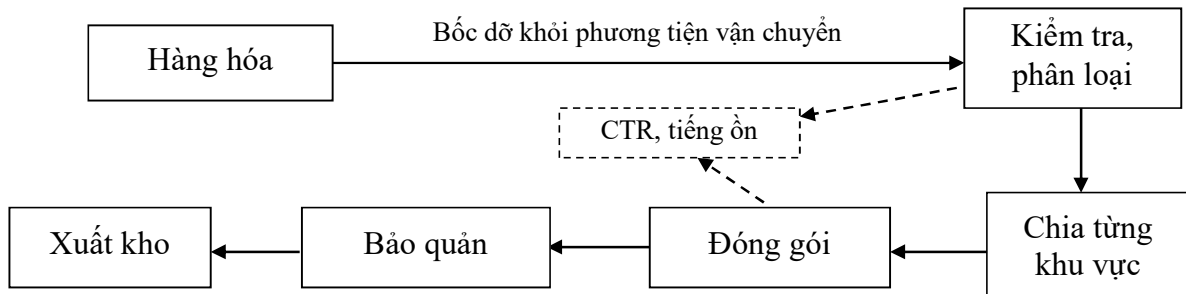 Hàng hóa
Bốc dỡ khỏi phương tiện vận chuyển
Kiểm tra,
phân loại
CTR, tiếng ồn
Chia từng
khu vực
Đóng gói
Bảo quản
Xuất kho